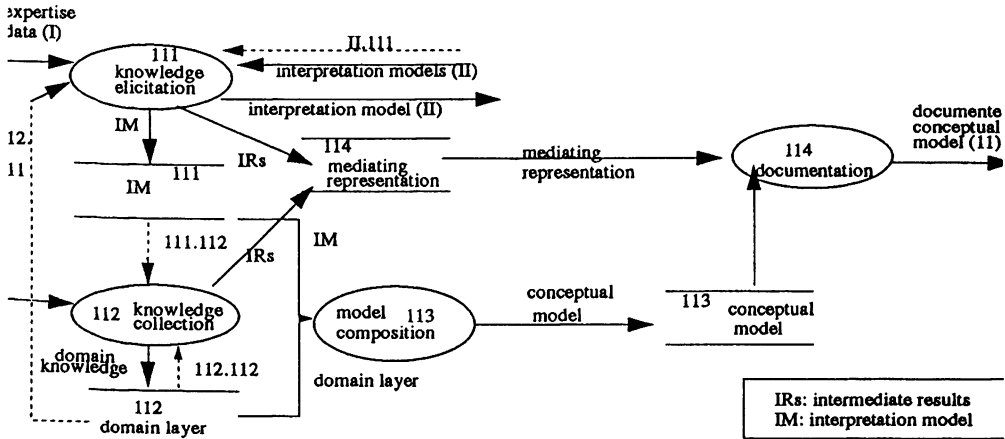 expertise
data (I)
II.111
111
knowledge
elicitation
interpretation models (II)
interpretation model (II)
IM
IRs
12.
11
111
IM
114
mediating
representation
mediating
representation
114
documentation
documente
conceptual
model (11)
111.112
IRs
IM
112 knowledge
collection
model
composition 113
conceptual
model
113
conceptual
model
domain
knowledge
112.112
domain layer
112
domain layer
IRs: intermediate results
IM: interpretation model